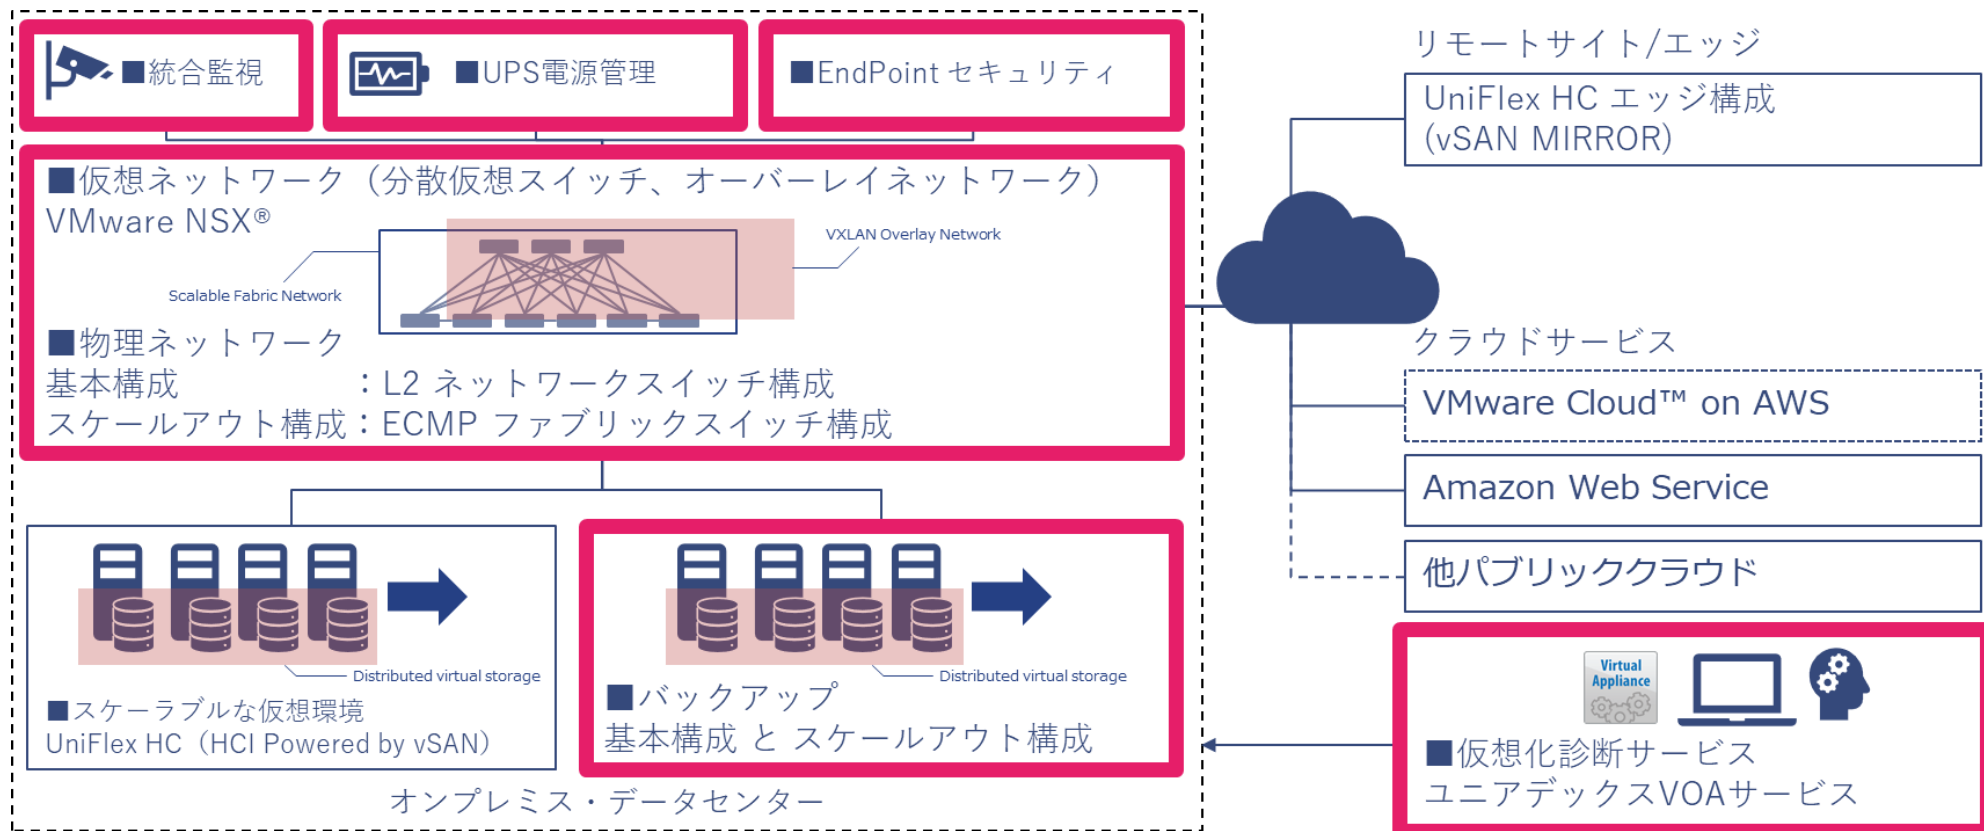 ■統合監視
■UPS電源管理
■EndPoint セキュリティ
■仮想ネットワーク（分散仮想スイッチ、オーバーレイネットワーク）
VMware NSX®
VXLAN Overlay Network
Scalable Fabric Network
■物理ネットワーク
基本構成　　　　　：L2 ネットワークスイッチ構成
スケールアウト構成：ECMP ファブリックスイッチ構成
Distributed virtual storage
■スケーラブルな仮想環境
UniFlex HC（HCI Powered by vSAN）
Distributed virtual storage
■バックアップ
基本構成 と スケールアウト構成
オンプレミス・データセンター
リモートサイト/エッジ
UniFlex HC エッジ構成
(vSAN MIRROR)
クラウドサービス
VMware Cloud™ on AWS
Amazon Web Service
他パブリッククラウド
Virtual
Appliance
■仮想化診断サービス
ユニアデックスVOAサービス